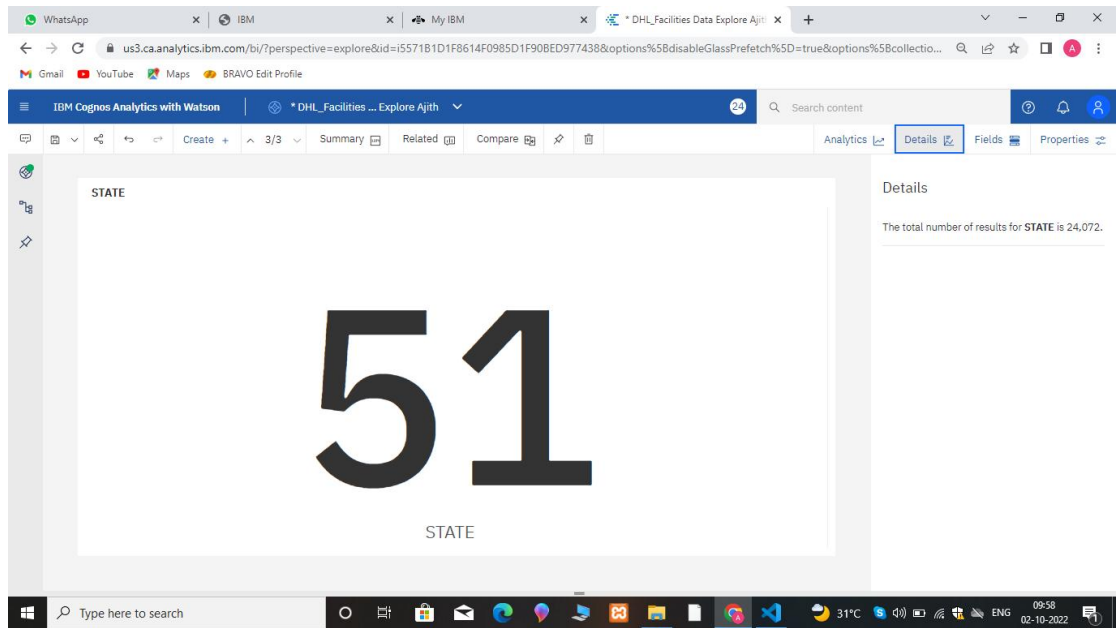 WhatsApp
IBM
My IBM
* DHL_Facilities Data Explore Ajit
us3.ca.analytics.ibm.com/bi/?perspective=explore&id=i5571B1D1F8614F0985D1F90BED977438&options%5BdisableGlassPrefetch%5D=true&options%5Bcollectio...
A
Gmail YouTube Maps BRAVO Edit Profile
IBM Cognos Analytics with Watson
* DHL_Facilities ... Explore Ajith
24
Search content
Create + 3/3 Summary Related Compare
Analytics Details Fields Properties
STATE
51
STATE
Details
The total number of results for STATE is 24,072.
Type here to search
31°C
ENG
09:58
02-10-2022
1